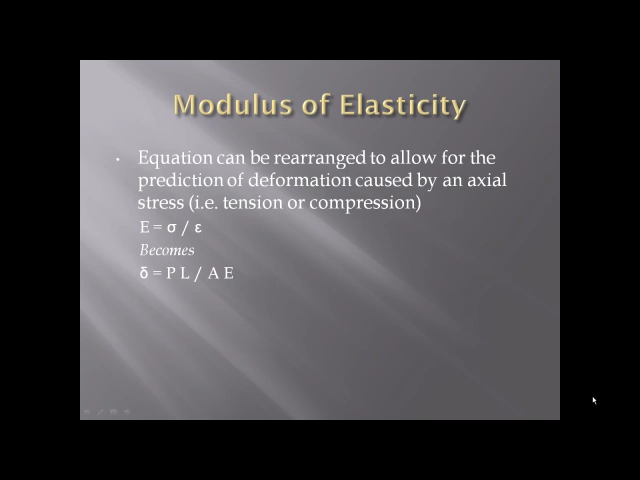 Modulus of Elasticity
• Equation can be rearranged to allow for the
prediction of deformation caused by an axial
stress (i.e. tension or compression)
E = σ / ε
Becomes
δ = P L / A E